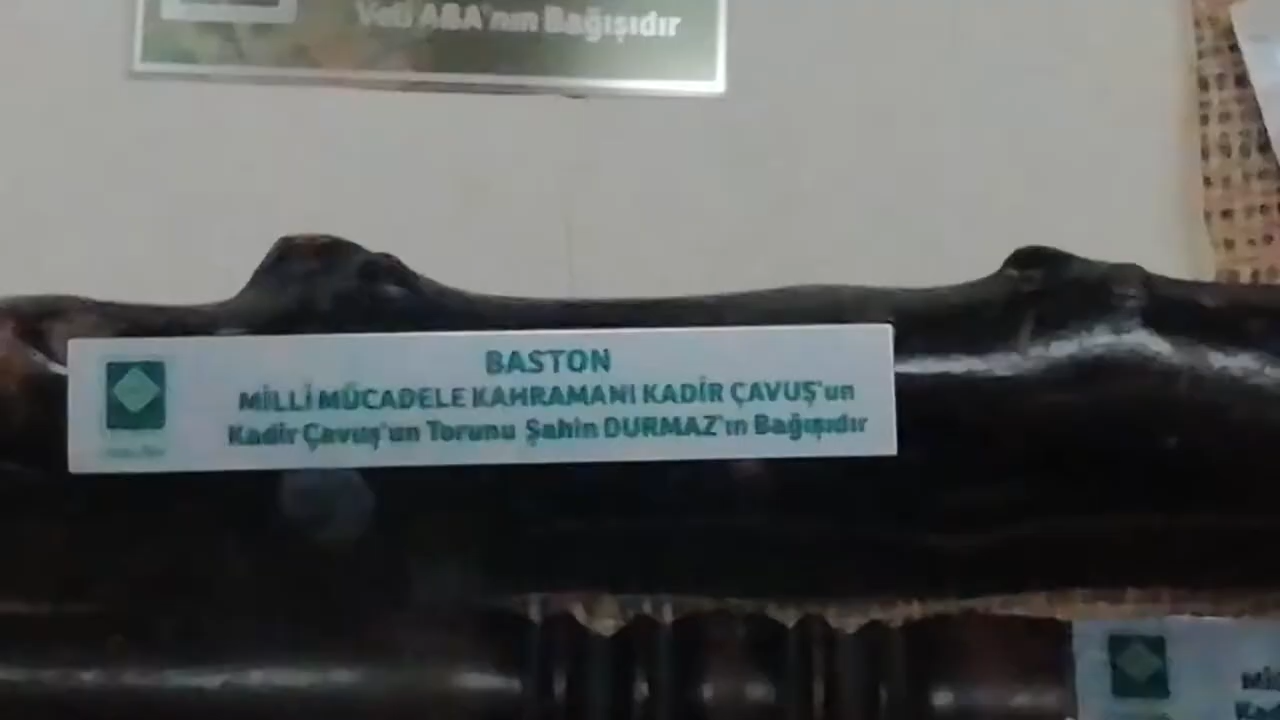 Veli ABA'nın Bağışıdır
BASTON
MİLLİ MÜCADELE KAHRAMANI KADİR ÇAVUŞ'un
Kadir Çavuş'un Torunu Şahin DURMAZ'ın Bağışıdır